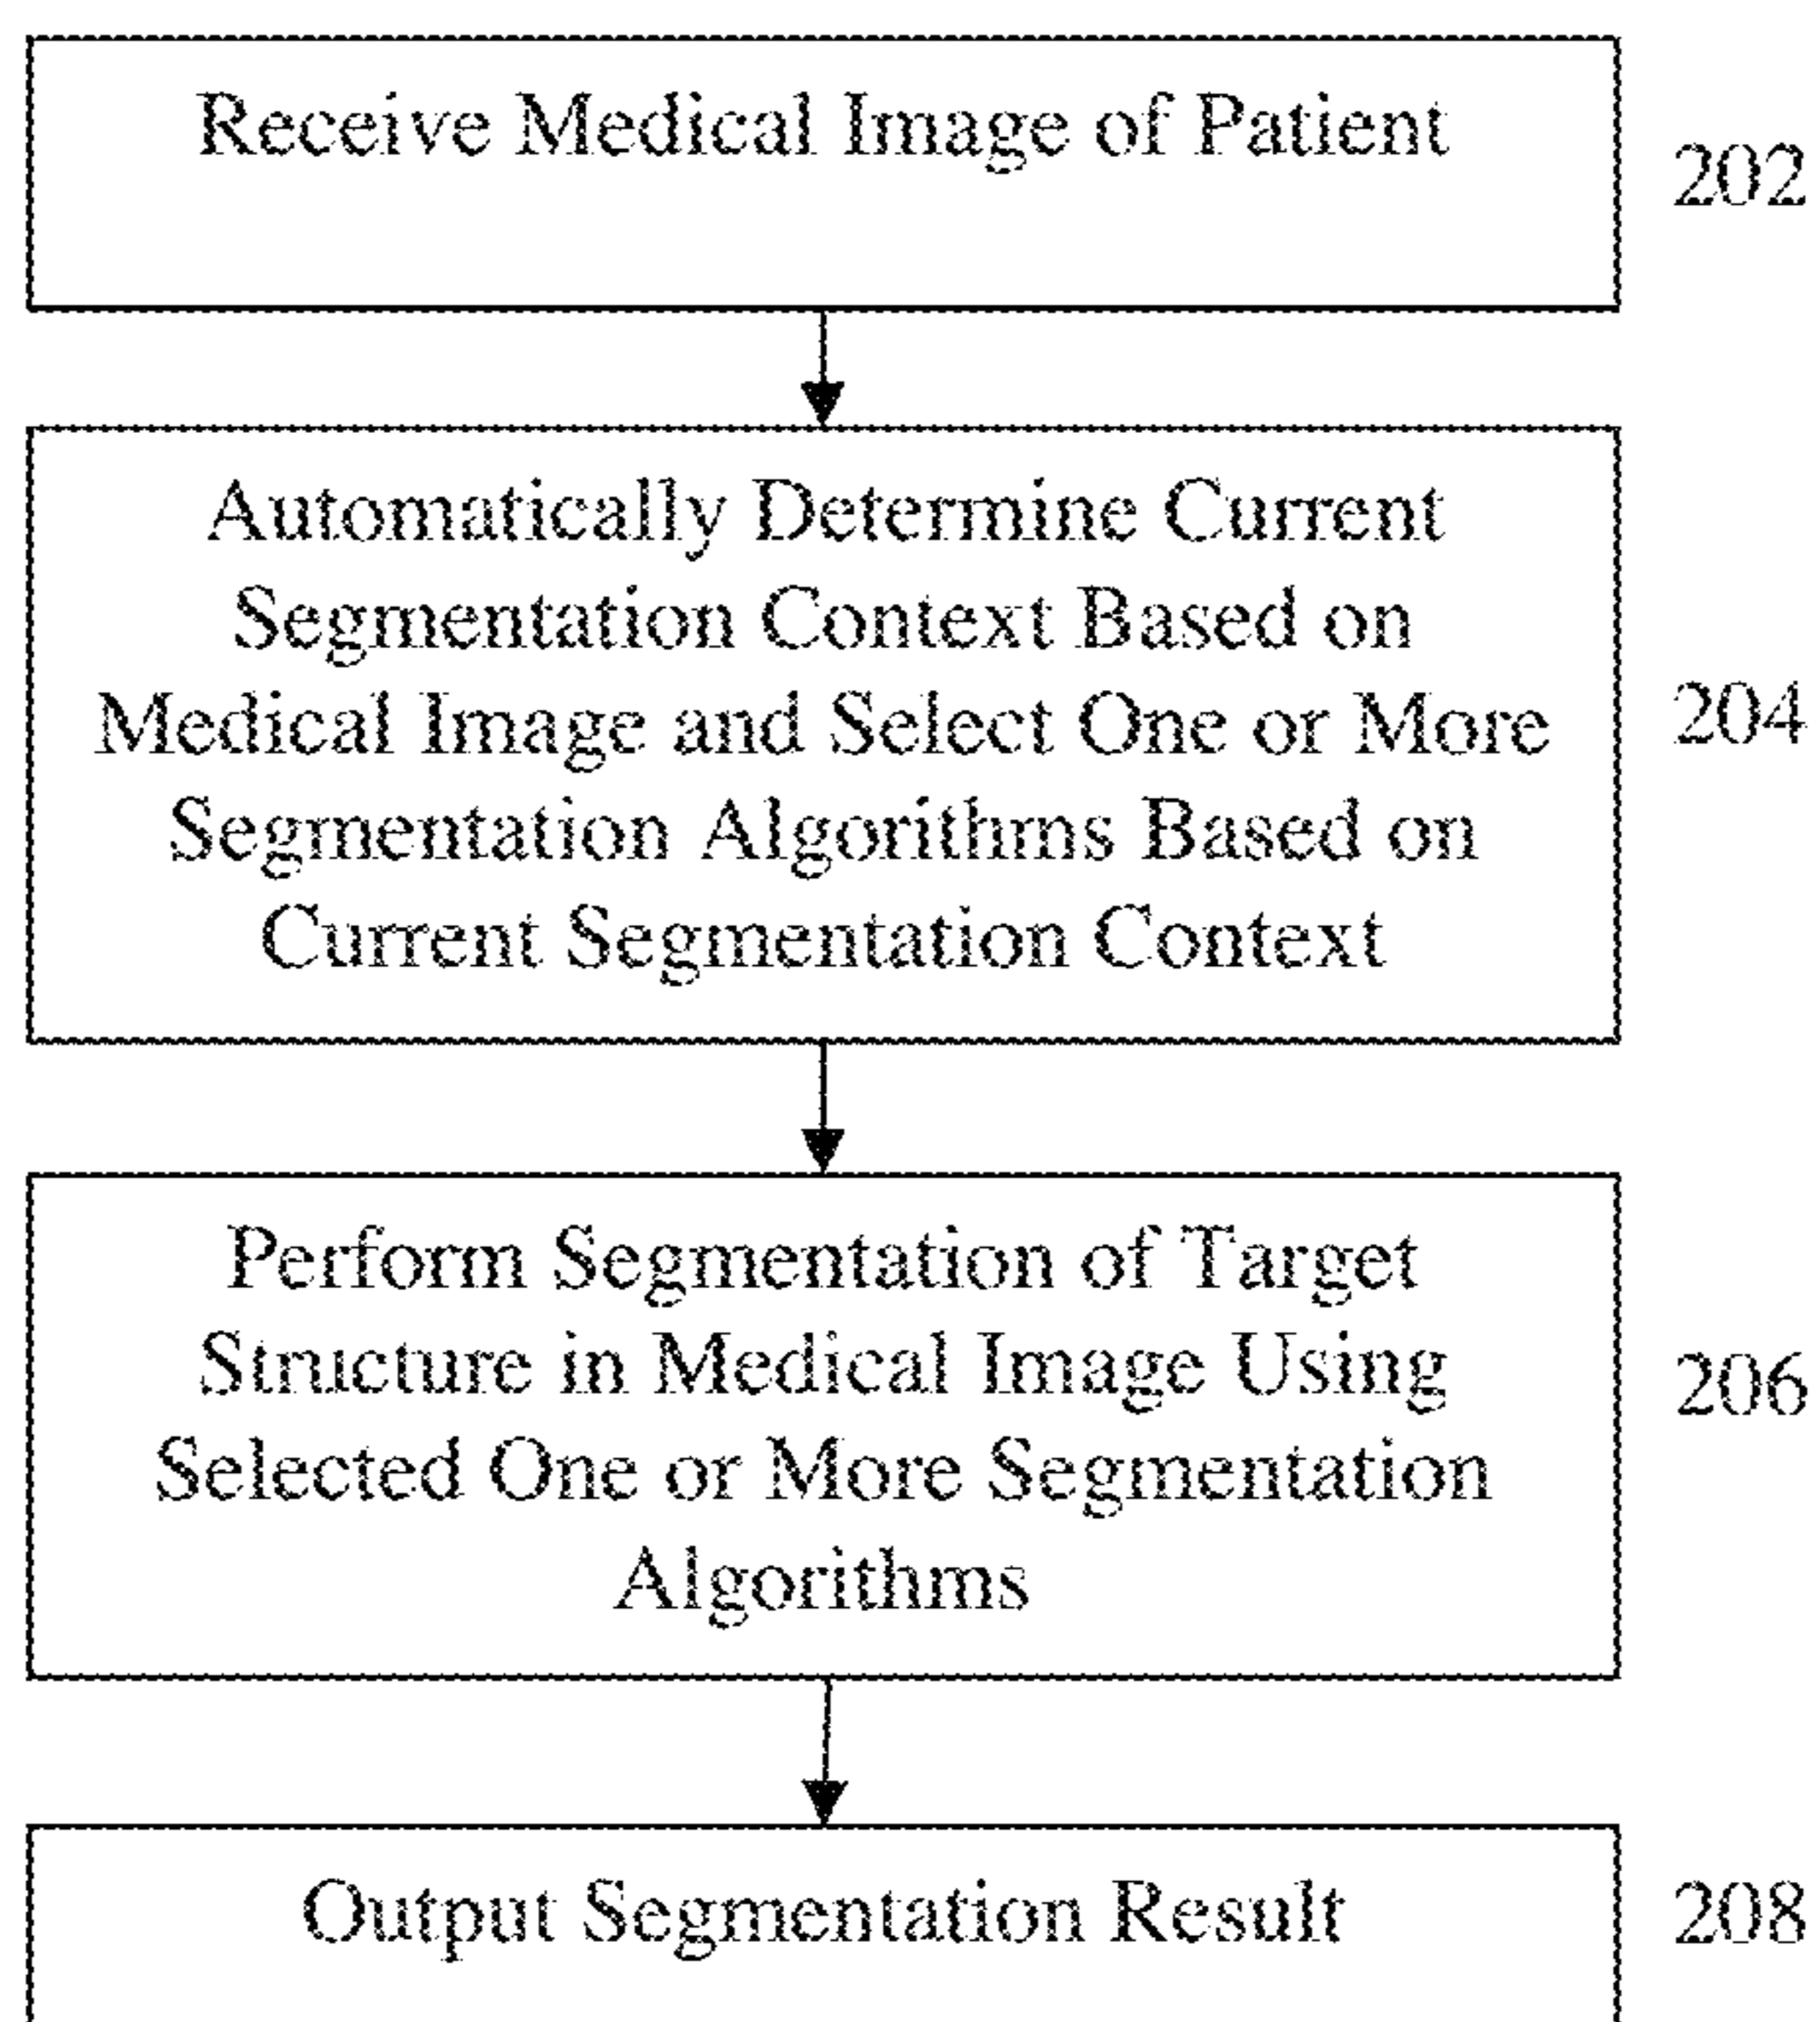 Receive Medical Image of Patient
202
Automatically Determine Current
Segmentation Context Based on
Medical Image and Select One or More
204
Segmentation Algorithms Based on
Current Segmentation Context
Perform Segmentation of Target
Structure in Medical Image Using
206
Selected One or More Segmentation
Algorithms
Output Segmentation Result
208